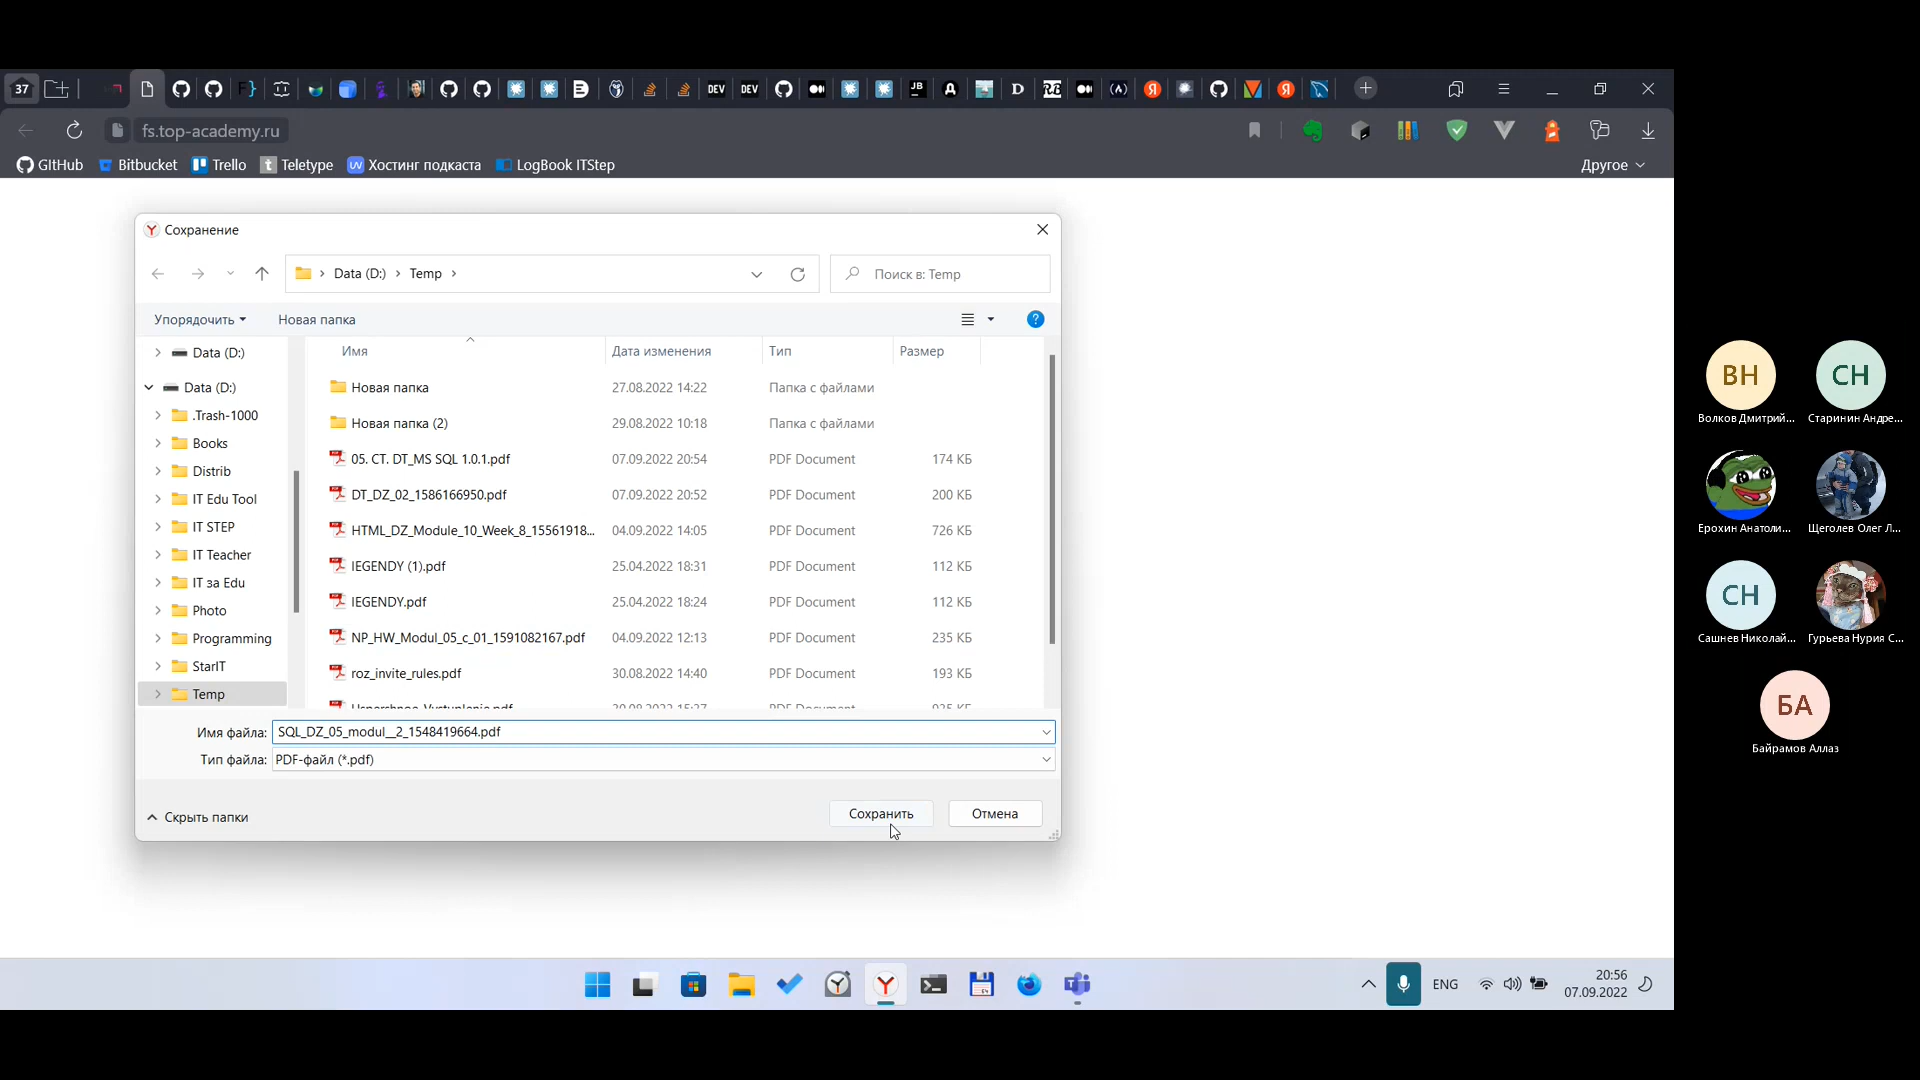 37
DEV
DEV
JB
D
fs.top-academy.ru
GItHub
Bitbucket
Trello
Teletype
Хостинг подкаста
LogBook ITStep
Другое
Сохранение
Data (D:)
Temp
Поиск в: Temp
Упорядочить
Новая папка
Имя
Дата изменения
Тип
Размер
Data (D:)
Data (D:)
.Trash-1000
Books
Distrib
IT Edu Tool
IT STEP
IT Teacher
IT за Edu
Photo
Programming
StarIT
Temp
Новая папка 27.08.2022 14:22 Папка с файлами
Новая папка (2) 29.08.2022 10:18 Папка с файлами
05. СТ. DT_MS SQL 1.0.1.pdf 07.09.2022 20:54 PDF Document 174 КБ
DT_DZ_02_1586166950.pdf 07.09.2022 20:52 PDF Document 200 КБ
HTML_DZ_Module_10_Week_8_15561918... 04.09.2022 14:05 PDF Document 726 КБ
IEGENDY (1).pdf 25.04.2022 18:31 PDF Document 112 КБ
IEGENDY.pdf 25.04.2022 18:24 PDF Document 112 КБ
NP_HW_Modul_05_c_01_1591082167.pdf 04.09.2022 12:13 PDF Document 235 КБ
roz_invite_rules.pdf 30.08.2022 14:40 PDF Document 193 КБ
Имя файла: SQL_DZ_05_modul__2_1548419664.pdf
Тип файла: PDF-файл (*.pdf)
Скрыть папки
Сохранить
Отмена
ВН
Волков Дмитрий...
СН
Старинин Андре...
Ерохин Анатоли...
Щеголев Олег Л...
СН
Сашнев Николай...
Гурьева Нурия С...
БА
Байрамов Аллаз
ENG
20:56
07.09.2022